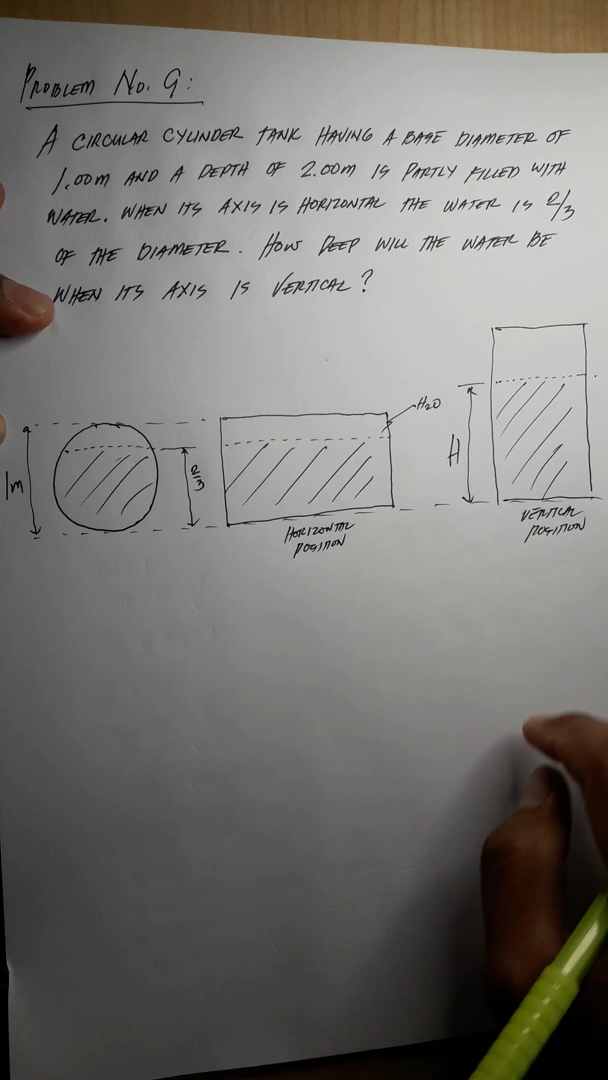 PROBLEM NO. 9:
A CIRCULAR CYLINDER TANK HAVING A BASE DIAMETER OF
1.00m AND A DEPTH OF 2.00m IS PARTLY FILLED WITH
WATER. WHEN ITS AXIS IS HORIZONTAL THE WATER IS 2/3
OF THE DIAMETER. HOW DEEP WILL THE WATER BE
WHEN ITS AXIS IS VERTICAL?
1m
2/3
H2O
H
HORIZONTAL
POSITION
VERTICAL
POSITION